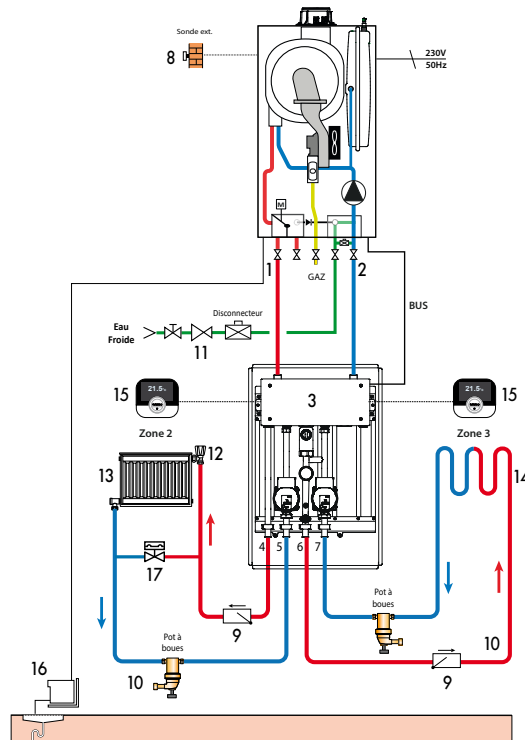 Sonde ext.
8
230V
50Hz
M
1
2
GAZ
BUS
Disconnecteur
Eau
Froide
11
15
21.5
3
21.5
15
Zone 2
Zone 3
12
13
14
4
5
6
7
17
9
Pot à
boues
10
Pot à
boues
10
9
16